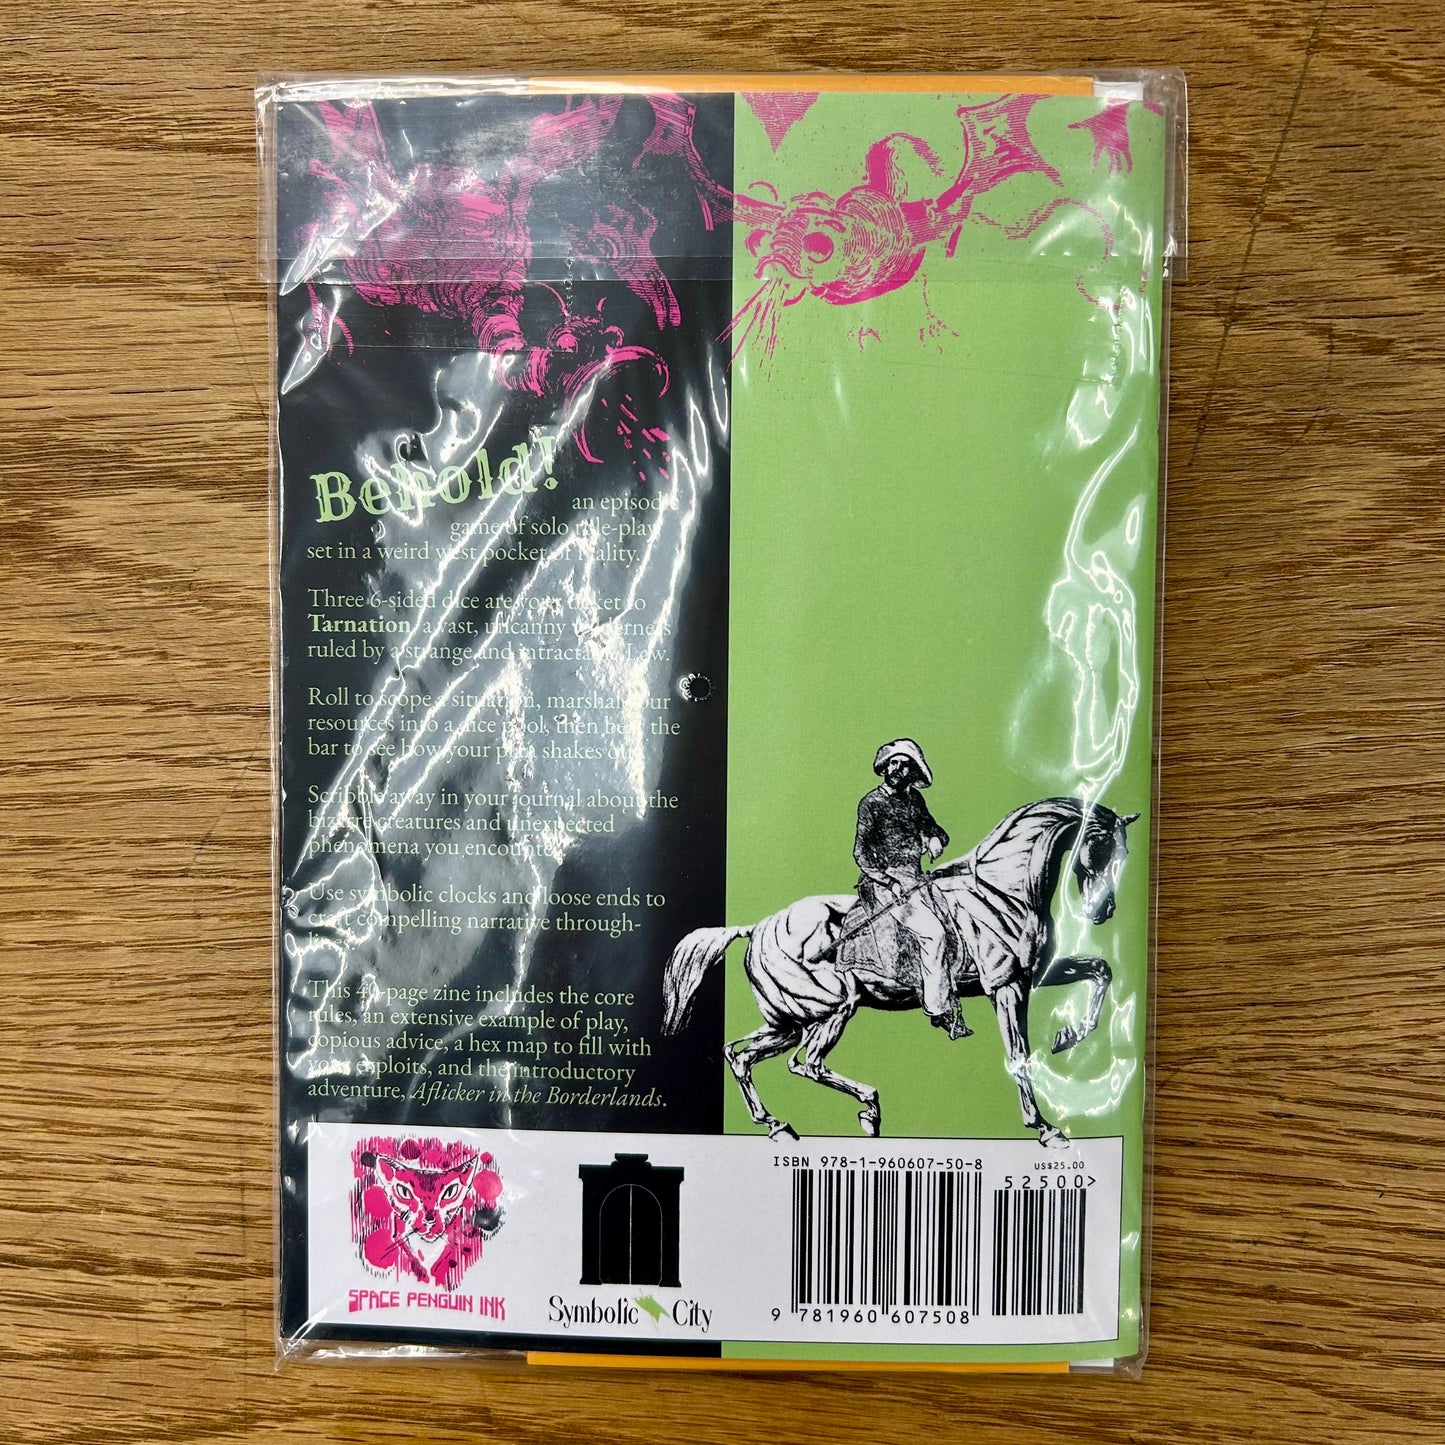 Behold!
an episodic
game of solo role-play
set in a weird west pocket of reality.
Three 6-sided dice are your ticket to
Tarnation, a vast, uncanny wilderness
ruled by a strange and intractable Law.
Roll to scope a situation, marshal your
resources into a dice pool, then beat the
bar to see how your plan shakes out.
Scribble away in your journal about the
bizarre creatures and unexpected
phenomena you encounter.
Use symbolic clocks and loose ends to
craft compelling narrative through-
lines.
This page zine includes the core
rules, an extensive example of play,
copious advice, a hex map to fill with
your exploits, and the introductory
adventure, Aflicker in the Borderlands.
SPACE PENGUIN INK
Symbolic City
ISBN 978-1-960607-50-8
US$25.00
52500>
9 781960 607508